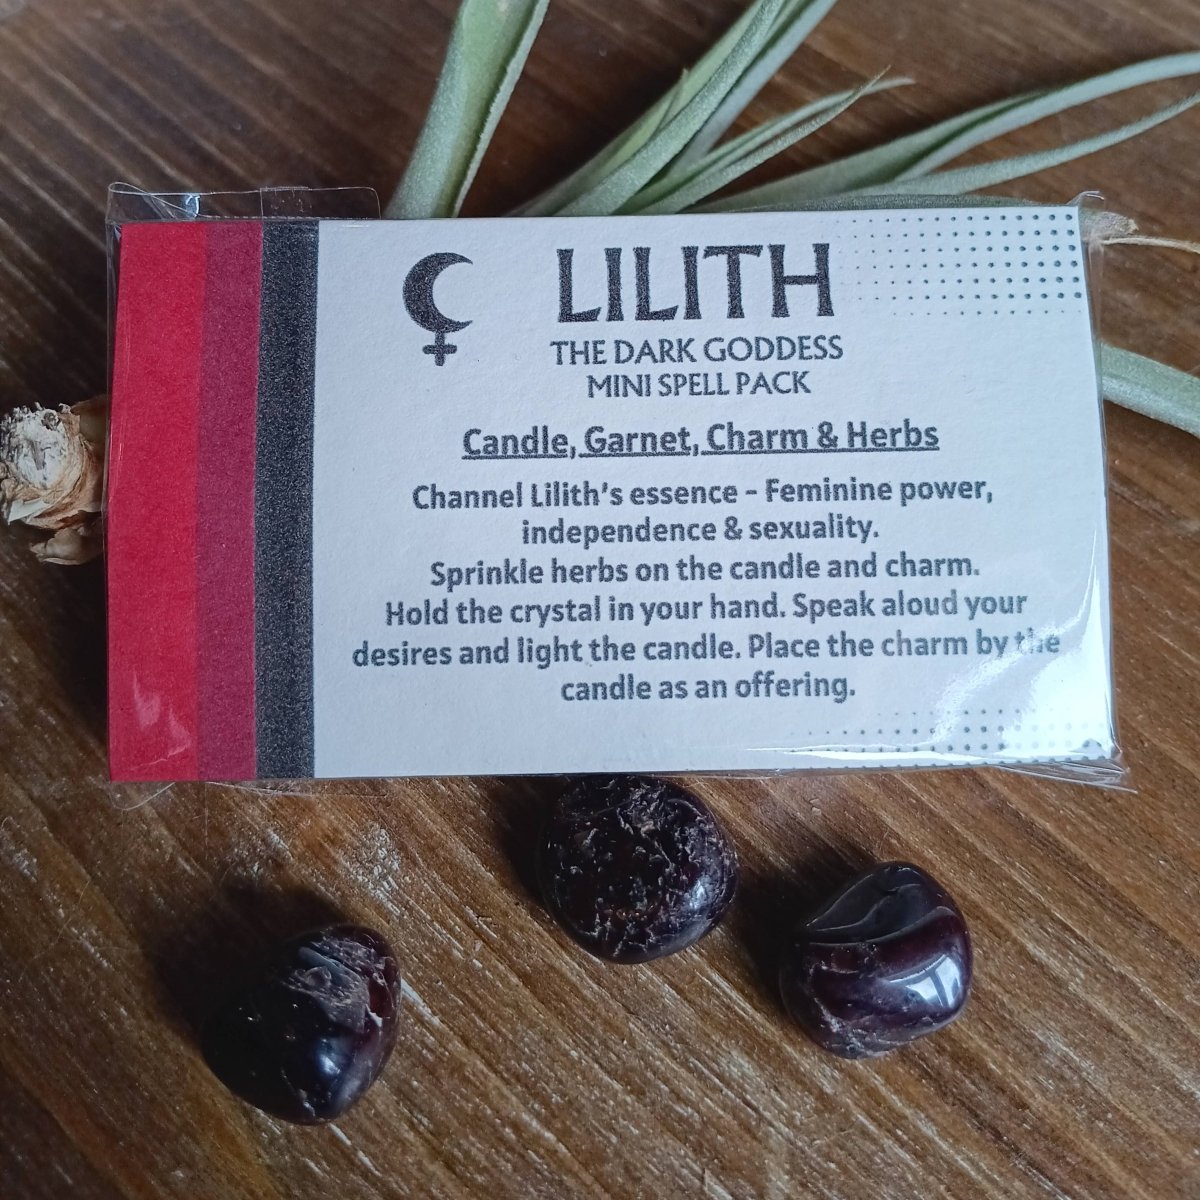 LILITH
THE DARK GODDESS
MINI SPELL PACK
Candle, Garnet, Charm & Herbs
Channel Lilith's essence - Feminine power,
independence & sexuality.
Sprinkle herbs on the candle and charm.
Hold the crystal in your hand. Speak aloud your
desires and light the candle. Place the charm by the
candle as an offering.